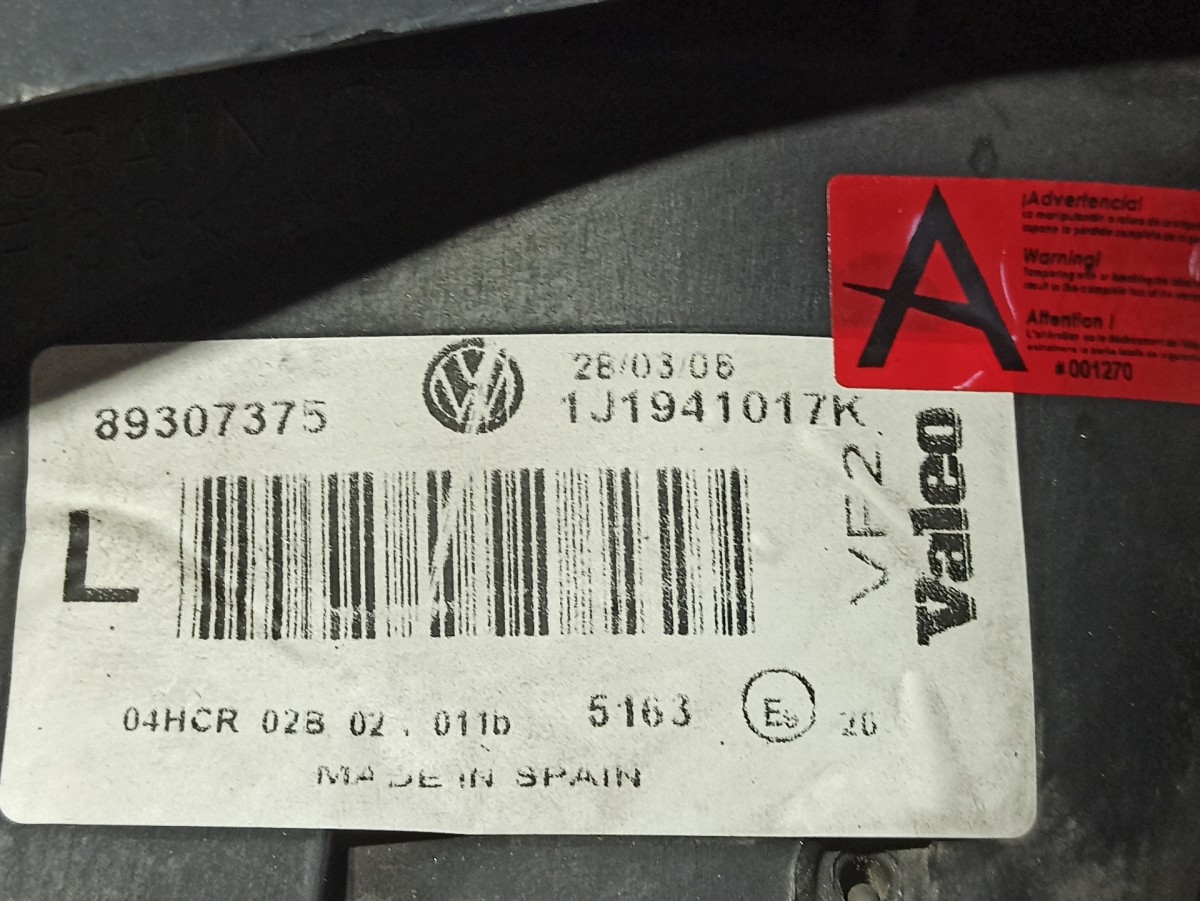 SPAIN
¡Advertencia!
Warning!
Attention !
#001270
28/03/06
89307375
1J1941017K
VF2.
Valeo
L
04HCR 02B 02 . 011b
5163
E9
20
MADE IN SPAIN